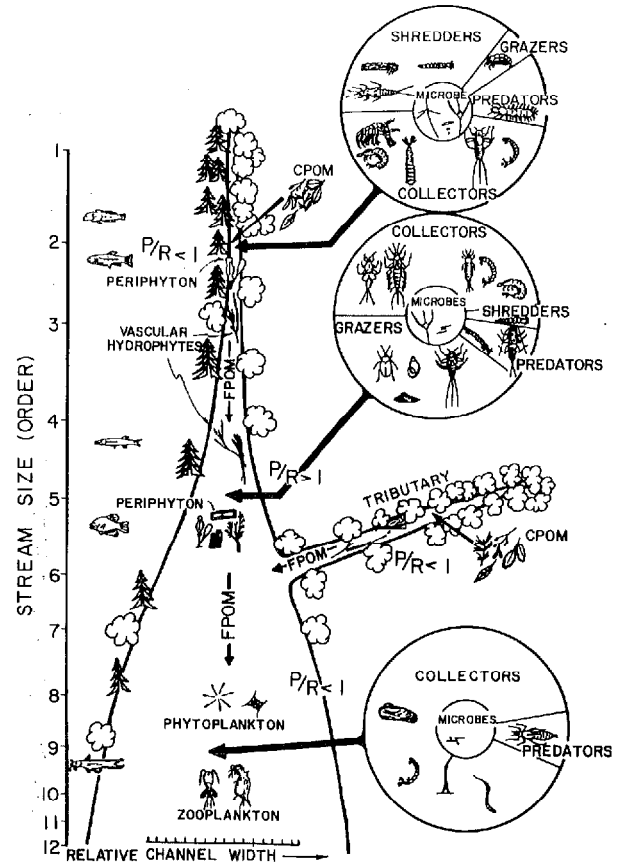 SHREDDERS
GRAZERS
MICROBE
PREDATORS
COLLECTORS
1
CPOM
2
P/R < 1
PERIPHYTON
COLLECTORS
MICROBES
SHREDDERS
GRAZERS
PREDATORS
3
VASCULAR
HYDROPHYTES
FPOM
4
P/R > 1
5
PERIPHYTON
TRIBUTARY
CPOM
FPOM
P/R < 1
6
FPOM
7
P/R < 1
8
PHYTOPLANKTON
COLLECTORS
MICROBES
PREDATORS
9
10
ZOOPLANKTON
11
12
STREAM SIZE (ORDER)
RELATIVE CHANNEL WIDTH